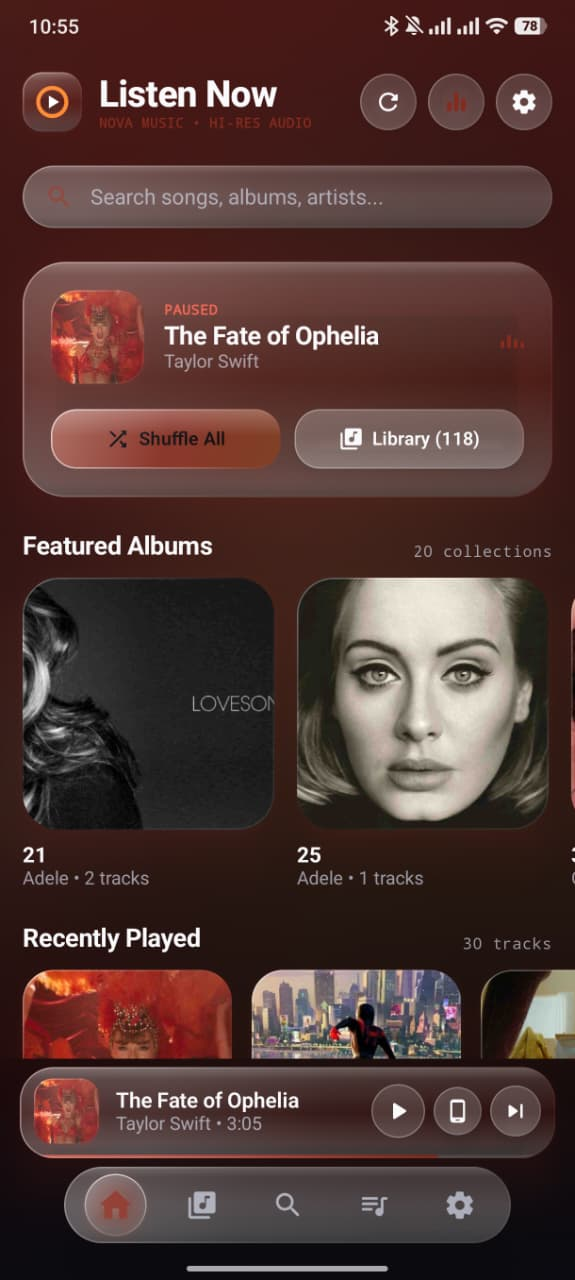 10:55
78
Listen Now
NOVA MUSIC • HI-RES AUDIO
Search songs, albums, artists...
PAUSED
The Fate of Ophelia
Taylor Swift
Shuffle All
Library (118)
Featured Albums
20 collections
LOVESON
21
Adele • 2 tracks
25
Adele • 1 tracks
Recently Played
30 tracks
The Fate of Ophelia
Taylor Swift • 3:05